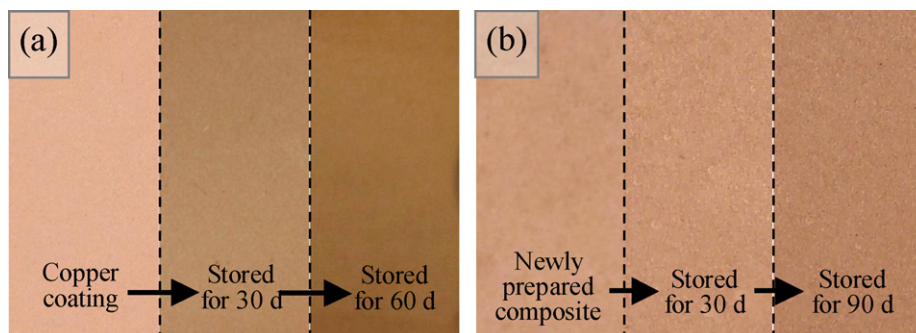 (a)
Copper
coating
Stored
for 30 d
Stored
for 60 d
(b)
Newly
prepared
composite
Stored
for 30 d
Stored
for 90 d